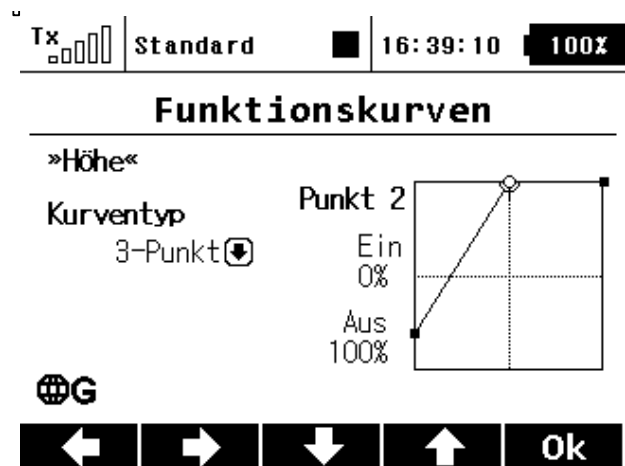 Tx Standard 16:39:10 100%
Funktionskurven
»Höhe«
Kurventyp
3-Punkt
Punkt 2
Ein
0%
Aus
100%
G
Ok